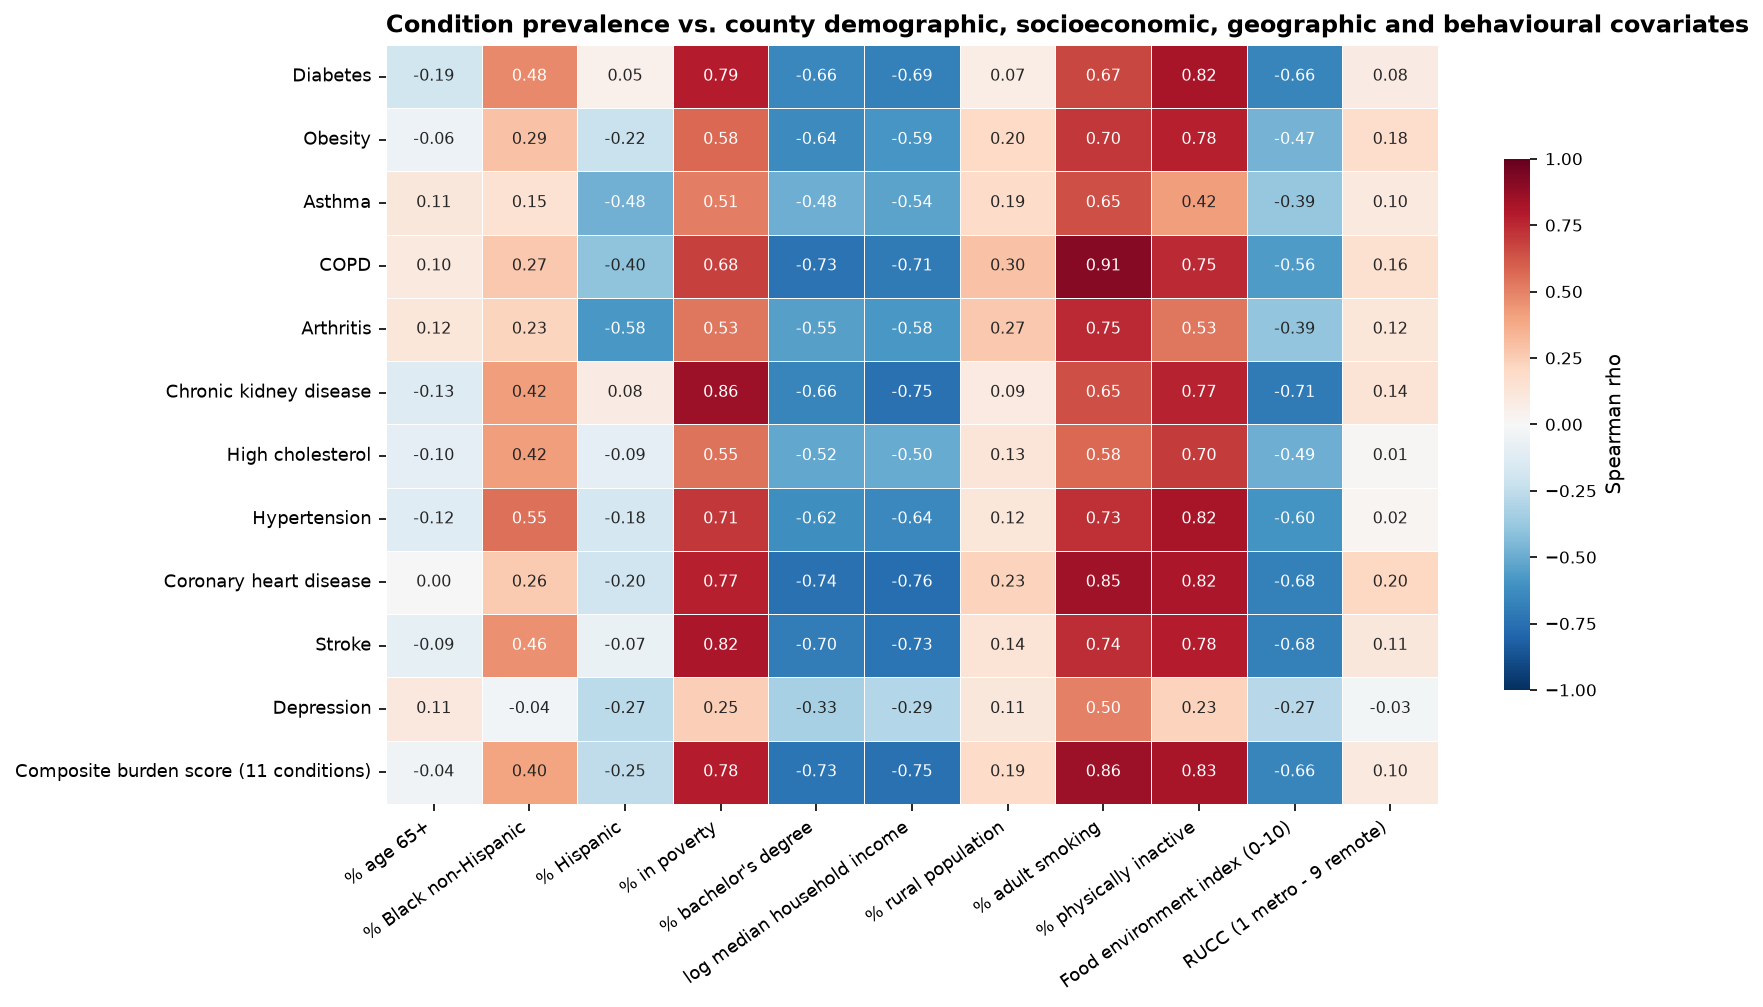 Condition prevalence vs. county demographic, socioeconomic, geographic and behavioural covariates
Diabetes -0.19 0.48 0.05 0.79 -0.66 -0.69 0.07 0.67 0.82 -0.66 0.08
Obesity -0.06 0.29 -0.22 0.58 -0.64 -0.59 0.20 0.70 0.78 -0.47 0.18
Asthma 0.11 0.15 -0.48 0.51 -0.48 -0.54 0.19 0.65 0.42 -0.39 0.10
COPD 0.10 0.27 -0.40 0.68 -0.73 -0.71 0.30 0.91 0.75 -0.56 0.16
Arthritis 0.12 0.23 -0.58 0.53 -0.55 -0.58 0.27 0.75 0.53 -0.39 0.12
Chronic kidney disease -0.13 0.42 0.08 0.86 -0.66 -0.75 0.09 0.65 0.77 -0.71 0.14
High cholesterol -0.10 0.42 -0.09 0.55 -0.52 -0.50 0.13 0.58 0.70 -0.49 0.01
Hypertension -0.12 0.55 -0.18 0.71 -0.62 -0.64 0.12 0.73 0.82 -0.60 0.02
Coronary heart disease 0.00 0.26 -0.20 0.77 -0.74 -0.76 0.23 0.85 0.82 -0.68 0.20
Stroke -0.09 0.46 -0.07 0.82 -0.70 -0.73 0.14 0.74 0.78 -0.68 0.11
Depression 0.11 -0.04 -0.27 0.25 -0.33 -0.29 0.11 0.50 0.23 -0.27 -0.03
Composite burden score (11 conditions) -0.04 0.40 -0.25 0.78 -0.73 -0.75 0.19 0.86 0.83 -0.66 0.10
% age 65+
% Black non-Hispanic
% Hispanic
% in poverty
% bachelor's degree
log median household income
% rural population
% adult smoking
% physically inactive
Food environment index (0-10)
RUCC (1 metro - 9 remote)
1.00
0.75
0.50
0.25
0.00
−0.25
−0.50
−0.75
−1.00
Spearman rho